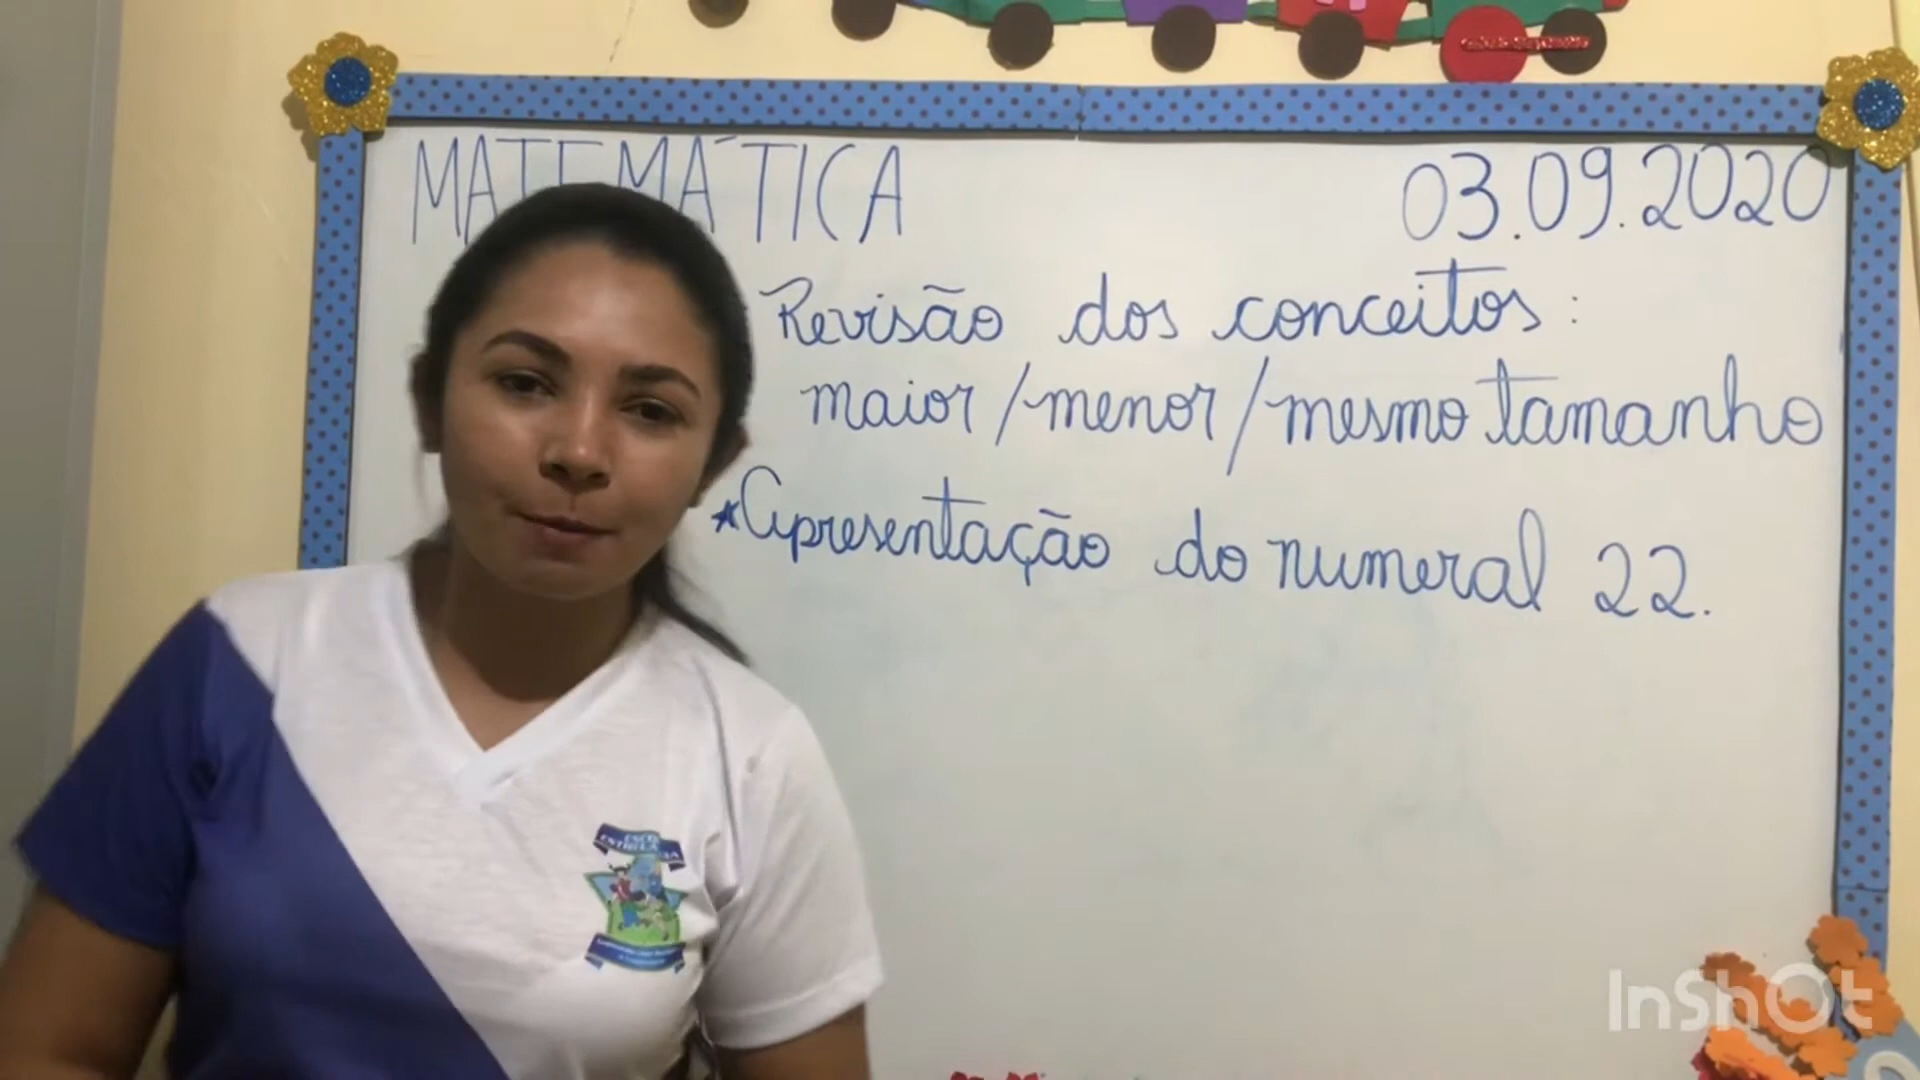 MATEMÁTICA 03.09.2020
Revisão dos conceitos:
maior/menor/mesmo tamanho
★Apresentação do numeral 22.
InShOt